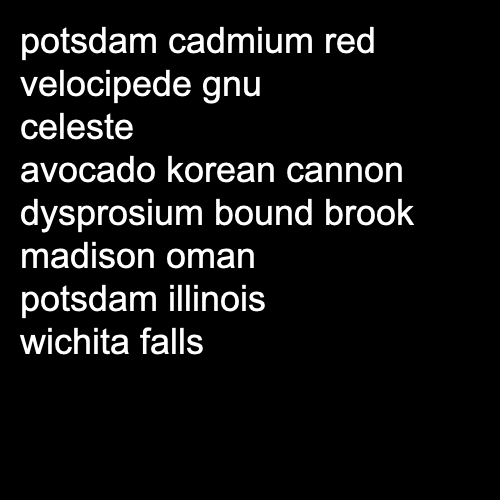 potsdam cadmium red
velocipede gnu
celeste
avocado korean cannon
dysprosium bound brook
madison oman
potsdam illinois
wichita falls